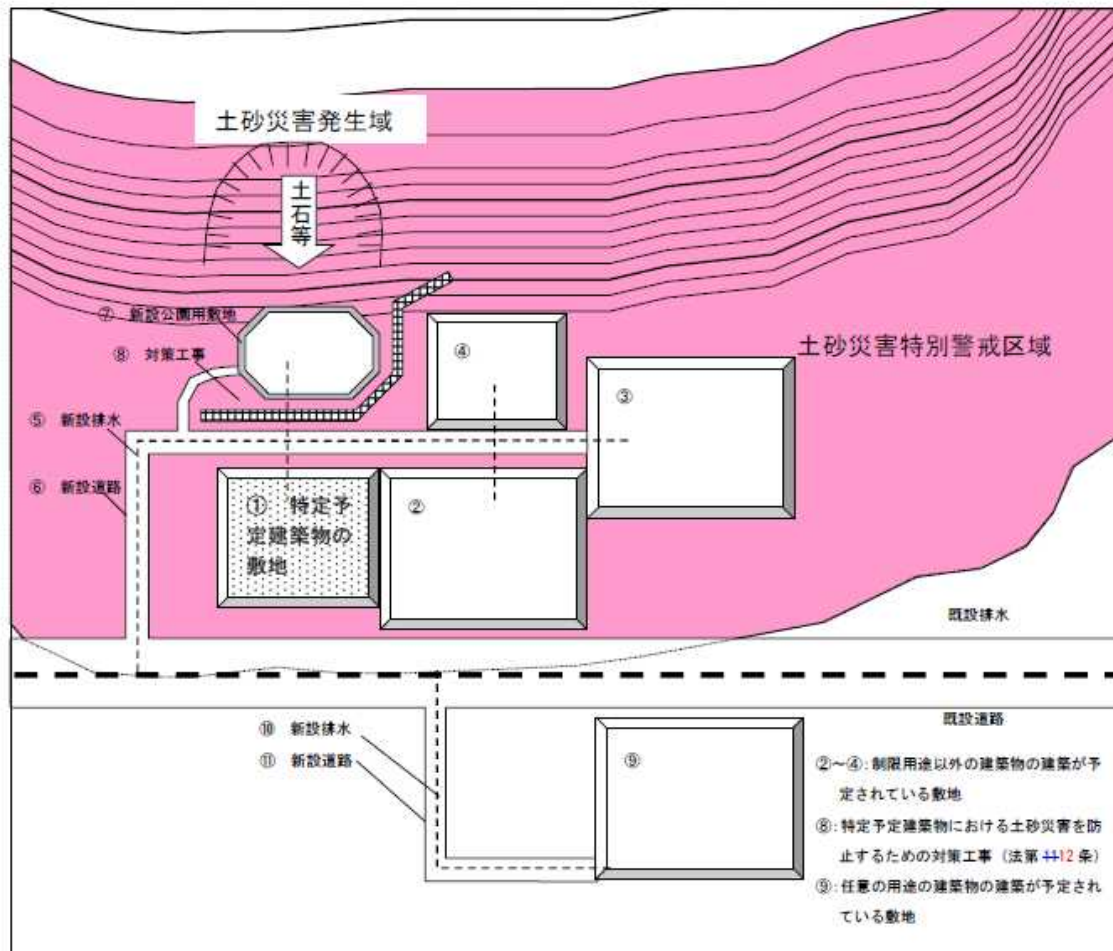 土砂災害発生域
土石等
⑦ 新設公園用敷地
⑧ 対策工事
④
土砂災害特別警戒区域
③
⑤ 新設排水
⑥ 新設道路
① 特定予
定建築物の
敷地
②
既設排水
既設道路
⑩ 新設排水
⑪ 新設道路
⑨
②~④:制限用途以外の建築物の建築が予
定されている敷地
⑧:特定予定建築物における土砂災害を防
止するための対策工事(法第 1112 条)
⑨:任意の用途の建築物の建築が予定され
ている敷地